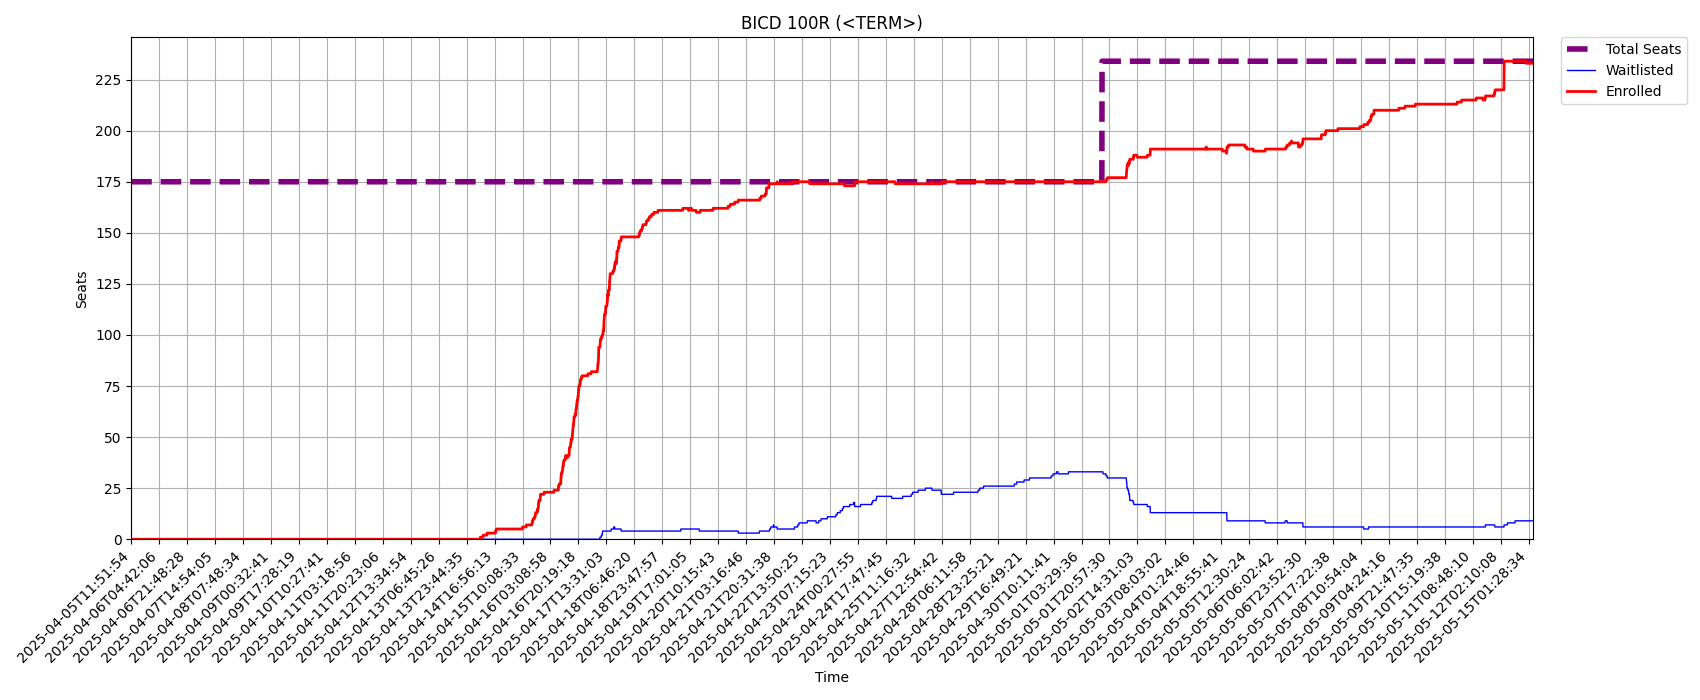 BICD 100R (<TERM>)
Total Seats
Waitlisted
Enrolled
225
200
175
150
125
100
75
50
25
0
Seats
2025-04-05T11:51:54
2025-04-06T04:42:06
2025-04-06T21:48:28
2025-04-07T14:54:05
2025-04-08T07:48:34
2025-04-09T00:32:41
2025-04-09T17:28:19
2025-04-10T10:27:41
2025-04-11T03:18:56
2025-04-11T20:23:06
2025-04-12T13:34:54
2025-04-13T06:45:26
2025-04-13T23:44:35
2025-04-14T16:56:13
2025-04-15T10:08:33
2025-04-16T03:08:58
2025-04-16T20:19:18
2025-04-17T13:31:03
2025-04-18T06:46:20
2025-04-18T23:47:57
2025-04-19T17:01:05
2025-04-20T10:15:43
2025-04-21T03:16:46
2025-04-21T20:31:38
2025-04-22T13:50:25
2025-04-23T07:15:23
2025-04-24T00:27:55
2025-04-24T17:47:45
2025-04-25T11:16:32
2025-04-27T12:54:42
2025-04-28T06:11:58
2025-04-28T23:25:21
2025-04-29T16:49:21
2025-04-30T10:11:41
2025-05-01T03:29:36
2025-05-01T20:57:30
2025-05-02T14:31:03
2025-05-03T08:03:02
2025-05-04T01:24:46
2025-05-04T18:55:41
2025-05-05T12:30:24
2025-05-06T06:02:42
2025-05-06T23:52:30
2025-05-07T17:22:38
2025-05-08T10:54:04
2025-05-09T04:24:16
2025-05-09T21:47:35
2025-05-10T15:19:38
2025-05-11T08:48:10
2025-05-12T02:10:08
2025-05-15T01:28:34
Time